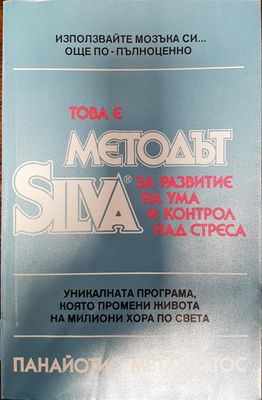 ИЗПОЛЗВАЙТЕ МОЗЪКА СИ...
ОЩЕ ПО - ПЪЛНОЦЕННО
ТОВА Е
МЕТОДЪТ
SILVA®
ЗА РАЗВИТИЕ
НА УМА
И КОНТРОЛ
НАД СТРЕСА
УНИКАЛНАТА ПРОГРАМА,
КОЯТО ПРОМЕНИ ЖИВОТА
НА МИЛИОНИ ХОРА ПО СВЕТА
ПАНАЙОТИС